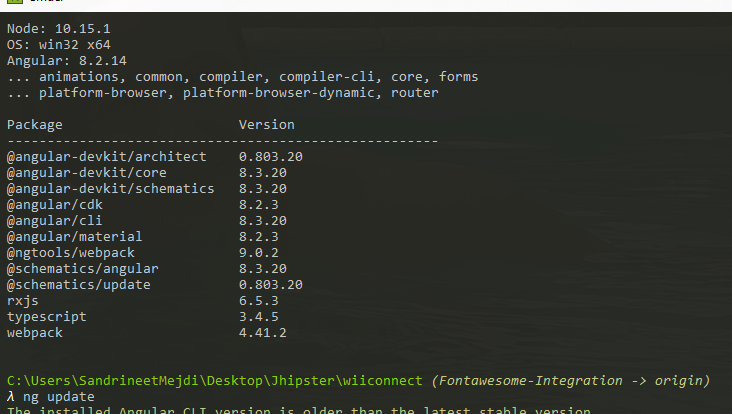 Node: 10.15.1
OS: win32 x64
Angular: 8.2.14
... animations, common, compiler, compiler-cli, core, forms
... platform-browser, platform-browser-dynamic, router
Package Version
------------------------------------------------------
@angular-devkit/architect 0.803.20
@angular-devkit/core 8.3.20
@angular-devkit/schematics 8.3.20
@angular/cdk 8.2.3
@angular/cli 8.3.20
@angular/material 8.2.3
@ngtools/webpack 9.0.2
@schematics/angular 8.3.20
@schematics/update 0.803.20
rxjs 6.5.3
typescript 3.4.5
webpack 4.41.2
C:\Users\SandrineetMejdi\Desktop\Jhipster\wiiconnect (Fontawesome-Integration -> origin)
λ ng update
The installed Angular CLI version is older than the latest stable version.